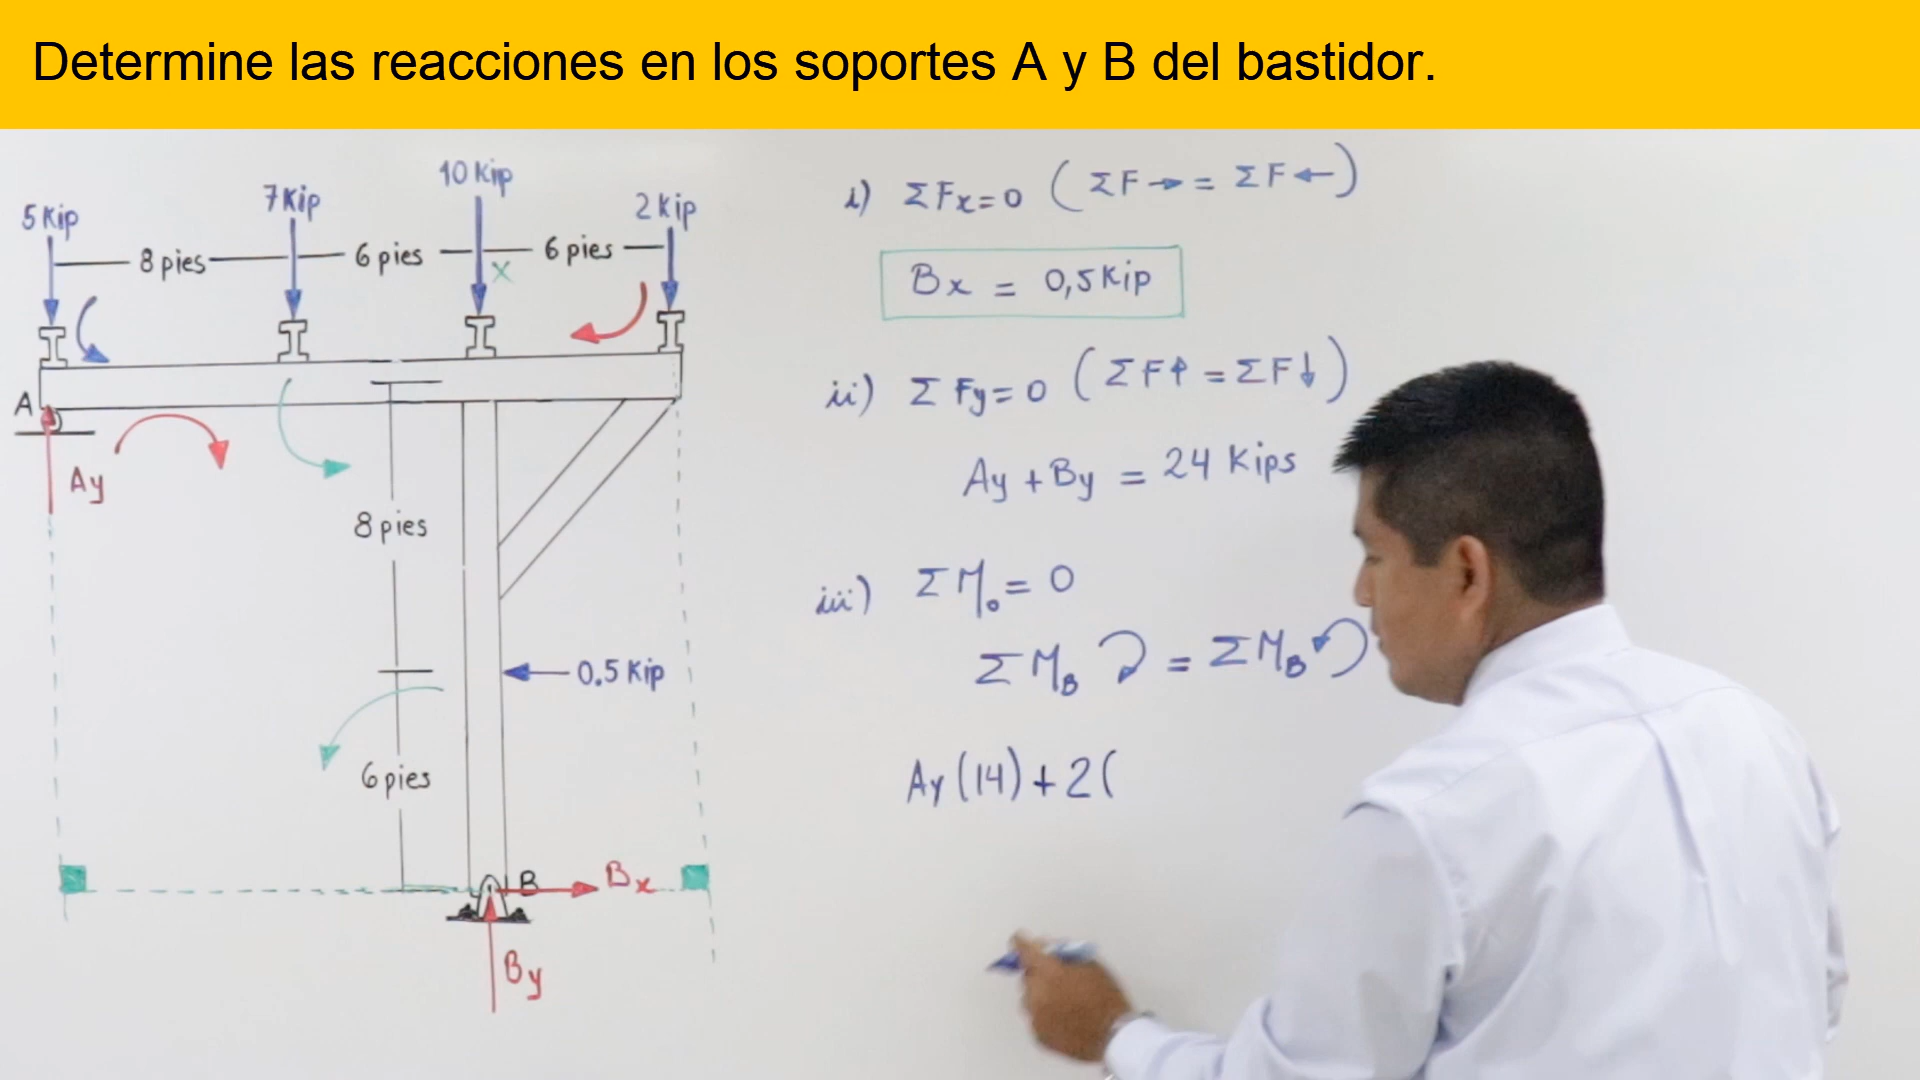 Determine las reacciones en los soportes A y B del bastidor.
5 Kip
7 Kip
10 Kip
2 Kip
8 pies
6 pies
6 pies
X
A
Ay
8 pies
0.5 Kip
6 pies
B
Bx
By
i) ΣFx=0 (ΣF→ = ΣF←)
Bx = 0,5 Kip
ii) ΣFy=0 (ΣF↑ = ΣF↓)
Ay + By = 24 Kips
iii) ΣMo = 0
ΣMB ↻ = ΣMB ↺
Ay (14) + 2 (